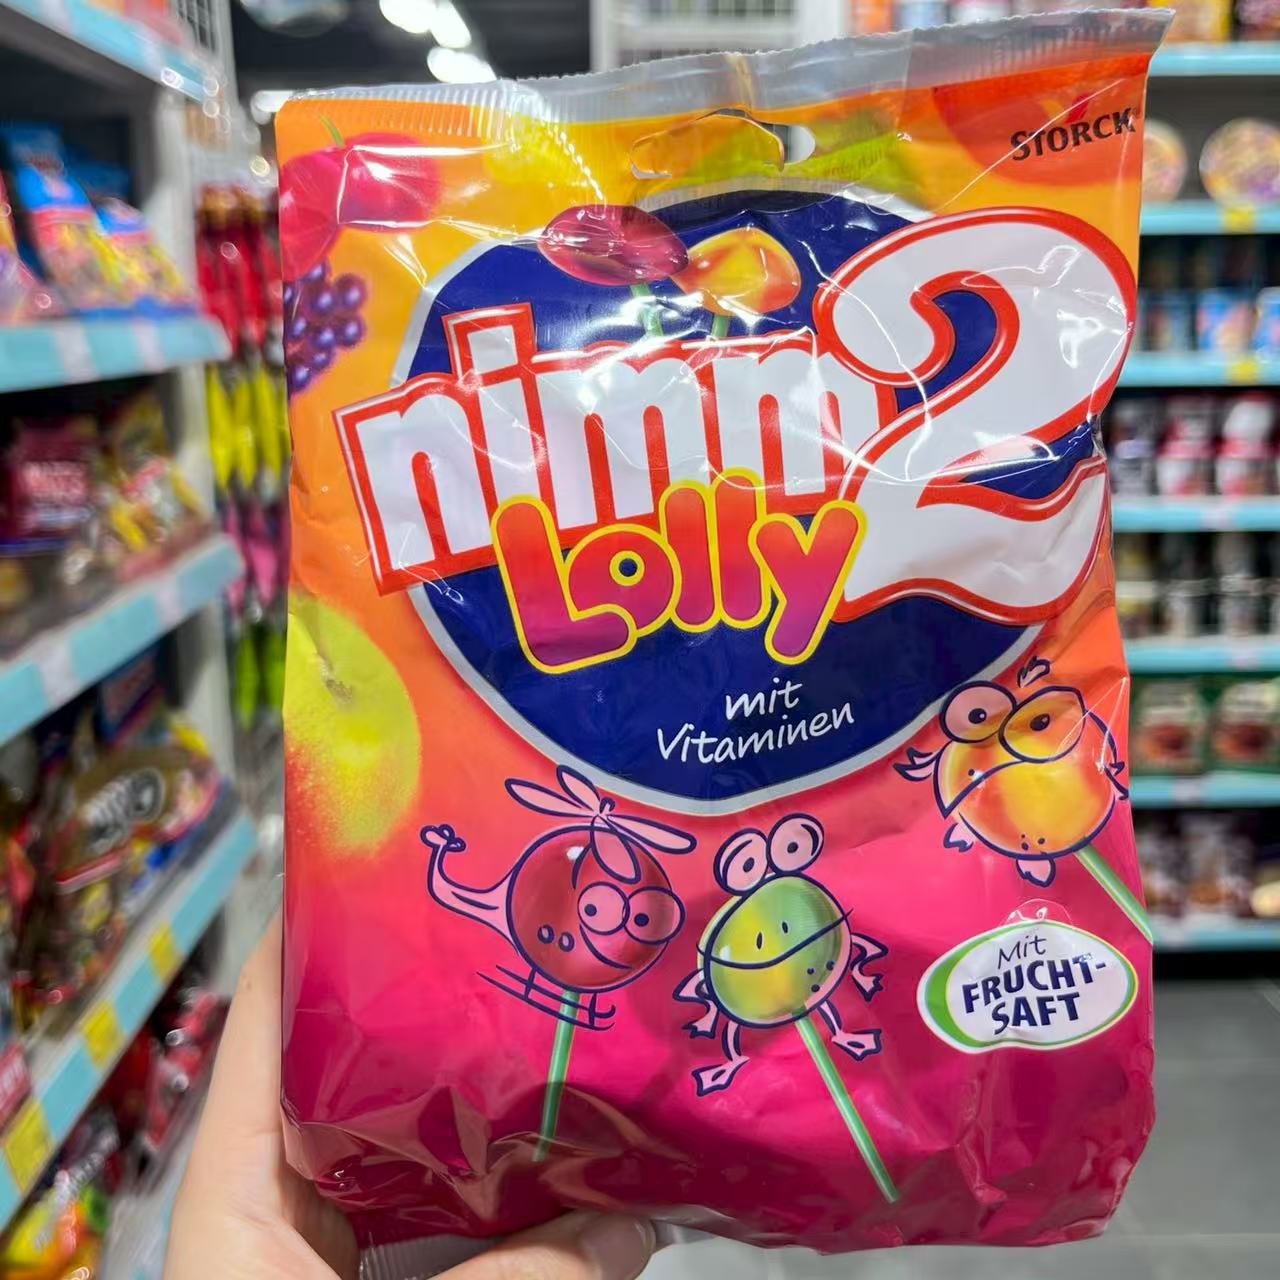 STORCK
nimm2
Lolly
mit
Vitaminen
Mit
FRUCHT-
SAFT